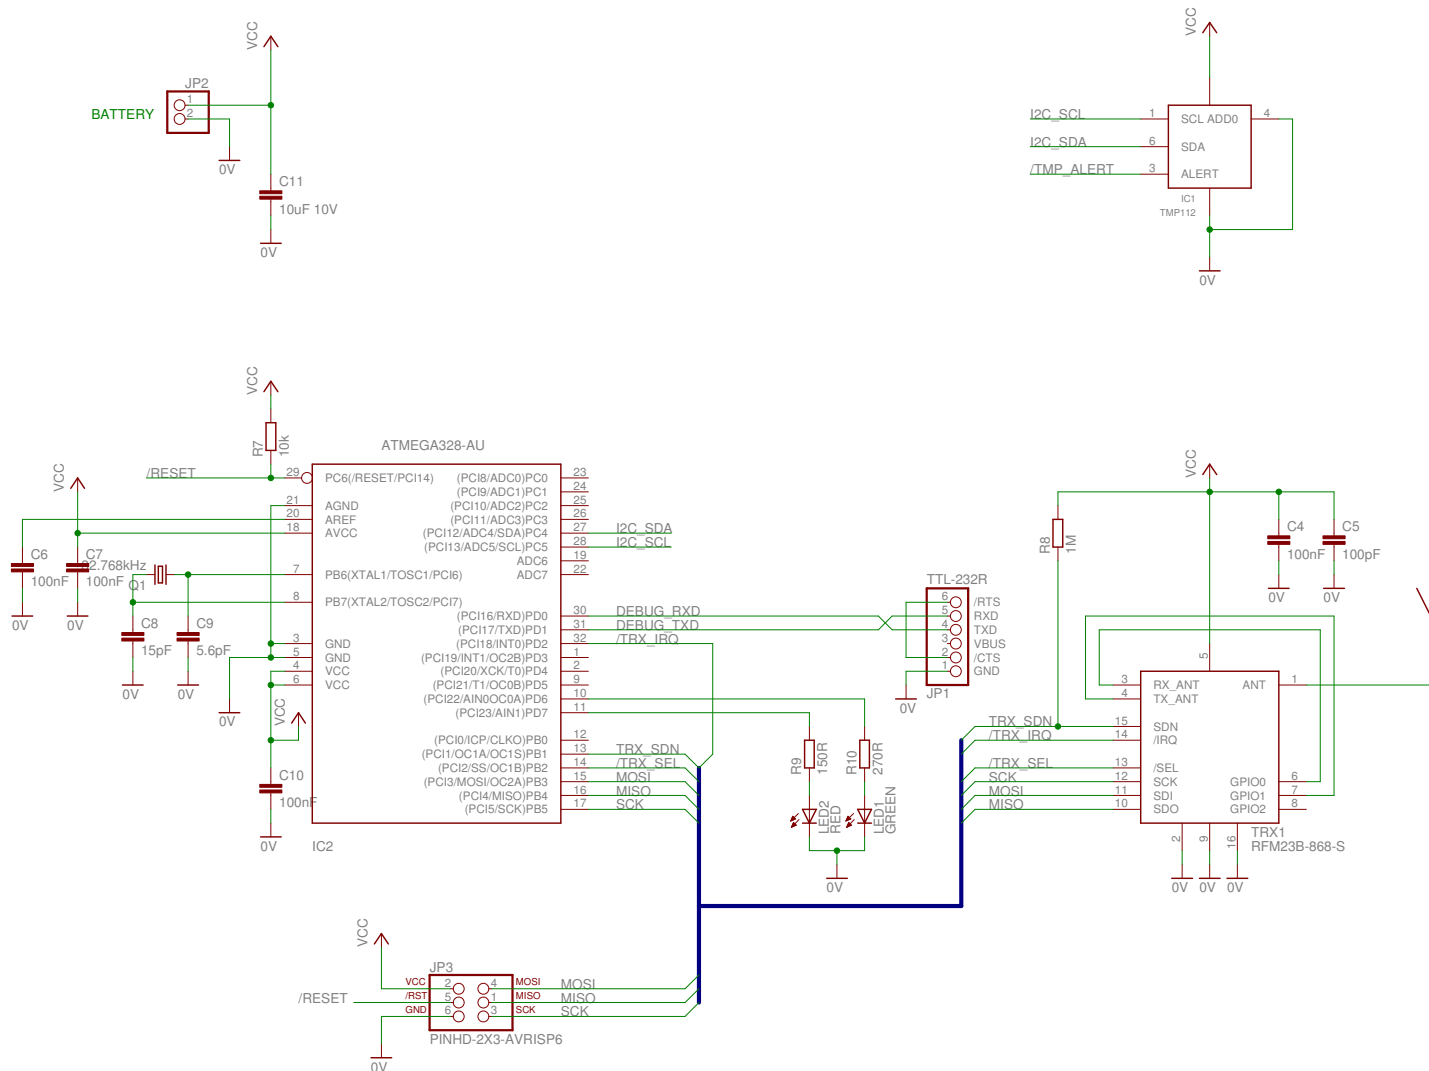 VCC
JP2
BATTERY
1
2
0V
C11
10uF 10V
0V
VCC
I2C_SCL
1
SCL ADD0
4
I2C_SDA
6
SDA
/TMP_ALERT
3
ALERT
IC1
TMP112
0V
VCC
R7
10k
ATMEGA328-AU
/RESET
29
PC6(/RESET/PCI14)
(PCI8/ADC0)PC0
23
(PCI9/ADC1)PC1
24
21
AGND
(PCI10/ADC2)PC2
25
20
AREF
(PCI11/ADC3)PC3
26
18
AVCC
(PCI12/ADC4/SDA)PC4
27
I2C_SDA
(PCI13/ADC5/SCL)PC5
28
I2C_SCL
ADC6
19
7
PB6(XTAL1/TOSC1/PCI6)
ADC7
22
8
PB7(XTAL2/TOSC2/PCI7)
(PCI16/RXD)PD0
30
DEBUG_RXD
(PCI17/TXD)PD1
31
DEBUG_TXD
3
GND
(PCI18/INT0)PD2
32
/TRX_IRQ
5
GND
(PCI19/INT1/OC2B)PD3
1
4
VCC
(PCI20/XCK/T0)PD4
2
6
VCC
(PCI21/T1/OC0B)PD5
9
(PCI22/AIN0OC0A)PD6
10
(PCI23/AIN1)PD7
11
(PCI0/ICP/CLKO)PB0
12
(PCI1/OC1A/OC1S)PB1
13
TRX_SDN
(PCI2/SS/OC1B)PB2
14
/TRX_SEL
(PCI3/MOSI/OC2A)PB3
15
MOSI
(PCI4/MISO)PB4
16
MISO
(PCI5/SCK)PB5
17
SCK
IC2
VCC
C6
100nF
0V
C7
100nF
0V
32.768kHz
Q1
C8
15pF
0V
C9
5.6pF
0V
0V
VCC
C10
100nF
0V
TTL-232R
6
/RTS
5
RXD
4
TXD
3
VBUS
2
/CTS
1
GND
JP1
0V
R9
150R
R10
270R
LED2
RED
LED1
GREEN
0V
VCC
R8
1M
C4
100nF
0V
C5
100pF
0V
5
3
RX_ANT
ANT
1
4
TX_ANT
TRX_SDN
15
SDN
/TRX_IRQ
14
/IRQ
/TRX_SEL
13
/SEL
SCK
12
SCK
GPIO0
6
MOSI
11
SDI
GPIO1
7
MISO
10
SDO
GPIO2
8
2
9
16
TRX1
RFM23B-868-S
0V
0V
0V
VCC
JP3
VCC
2
4
MOSI
MOSI
/RESET
/RST
5
1
MISO
MISO
GND
6
3
SCK
SCK
PINHD-2X3-AVRISP6
0V